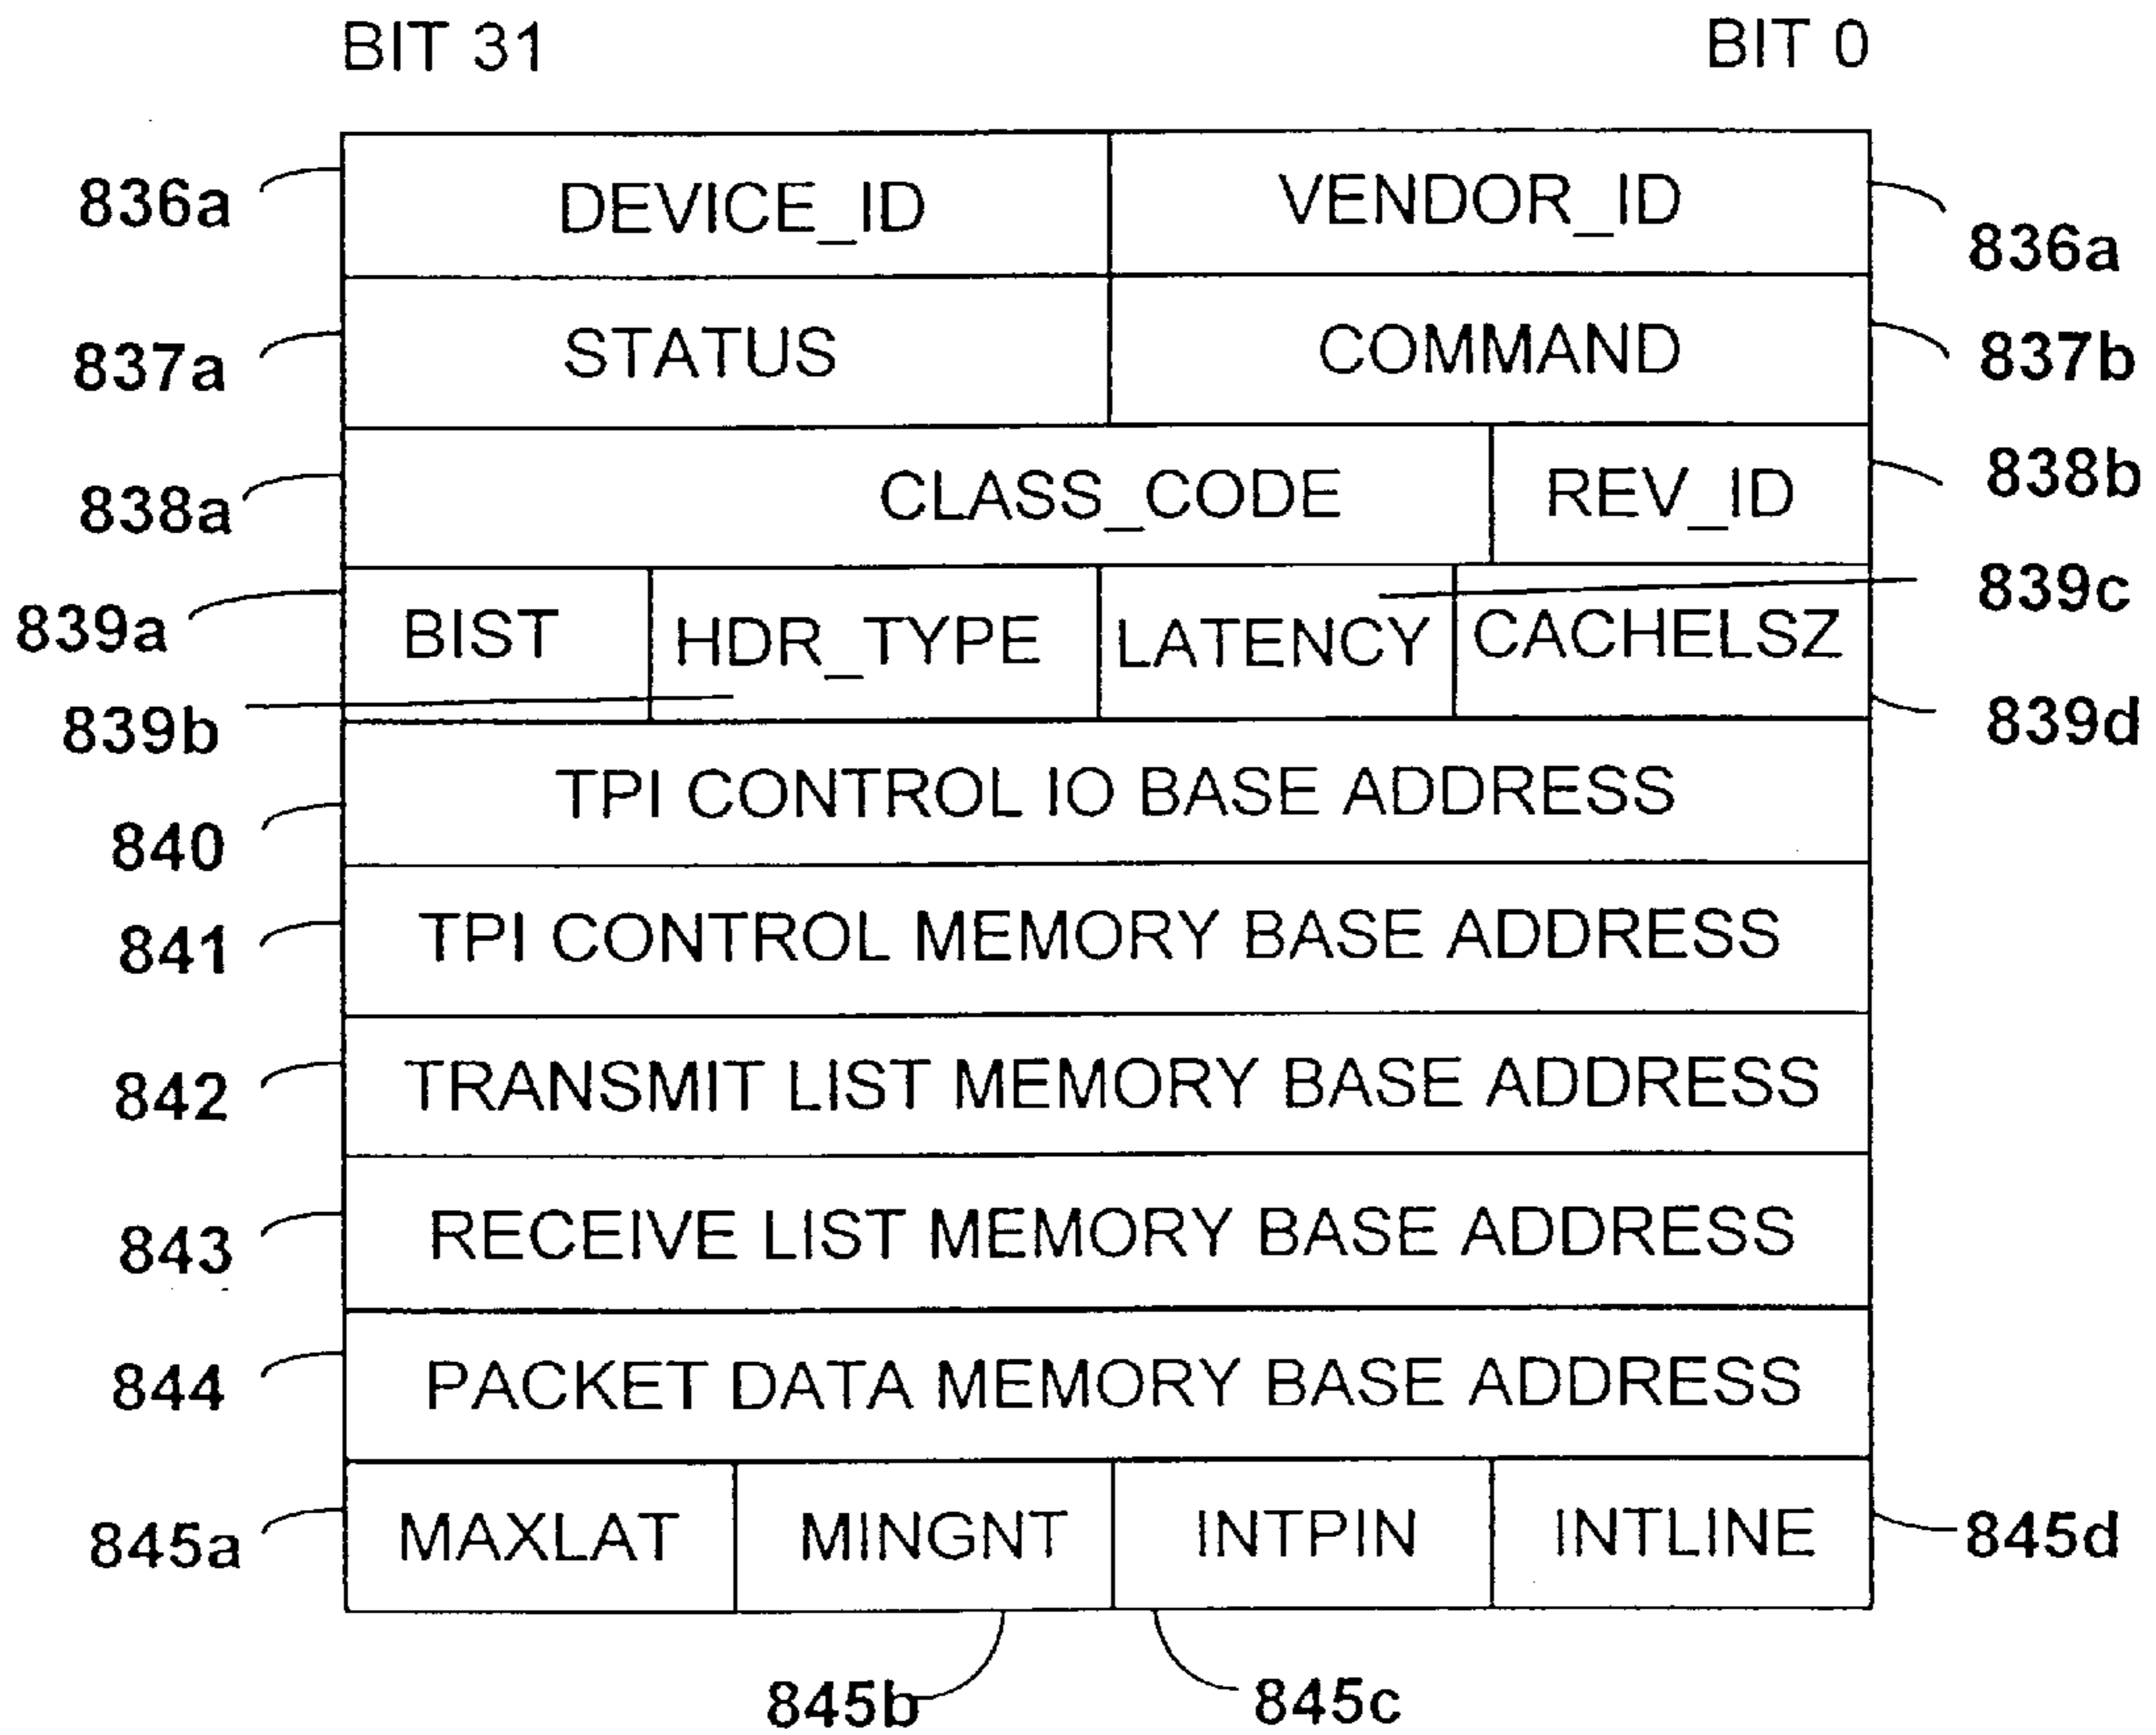 BIT 31 BIT 0
836a DEVICE_ID VENDOR_ID 836a
837a STATUS COMMAND 837b
838a CLASS_CODE REV_ID 838b
839a BIST HDR_TYPE LATENCY CACHELSZ 839c
839b 839d
TPI CONTROL IO BASE ADDRESS
840
841 TPI CONTROL MEMORY BASE ADDRESS
842 TRANSMIT LIST MEMORY BASE ADDRESS
843 RECEIVE LIST MEMORY BASE ADDRESS
844 PACKET DATA MEMORY BASE ADDRESS
845a MAXLAT MINGNT INTPIN INTLINE 845d
845b 845c